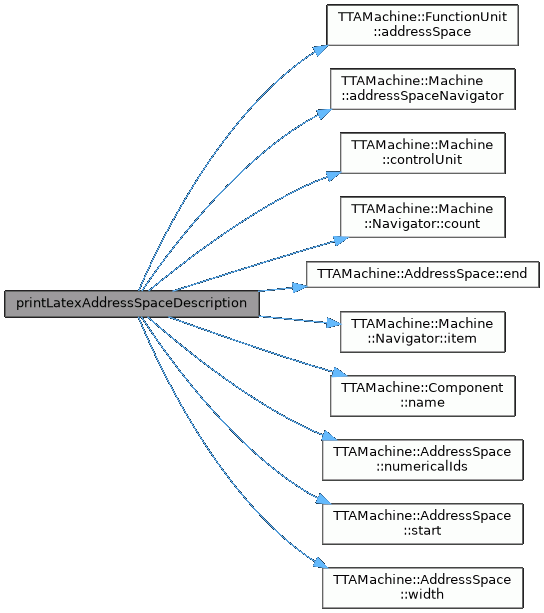 TTAMachine::FunctionUnit
::addressSpace
TTAMachine::Machine
::addressSpaceNavigator
TTAMachine::Machine
::controlUnit
TTAMachine::Machine
::Navigator::count
TTAMachine::AddressSpace::end
printLatexAddressSpaceDescription
TTAMachine::Machine
::Navigator::item
TTAMachine::Component
::name
TTAMachine::AddressSpace
::numericalIds
TTAMachine::AddressSpace
::start
TTAMachine::AddressSpace
::width